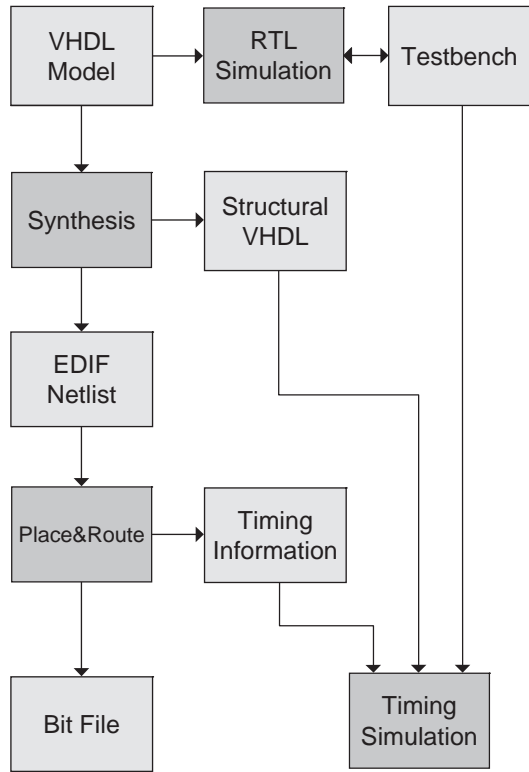 VHDL
Model
RTL
Simulation
Testbench
Synthesis
Structural
VHDL
EDIF
Netlist
Place&Route
Timing
Information
Bit File
Timing
Simulation